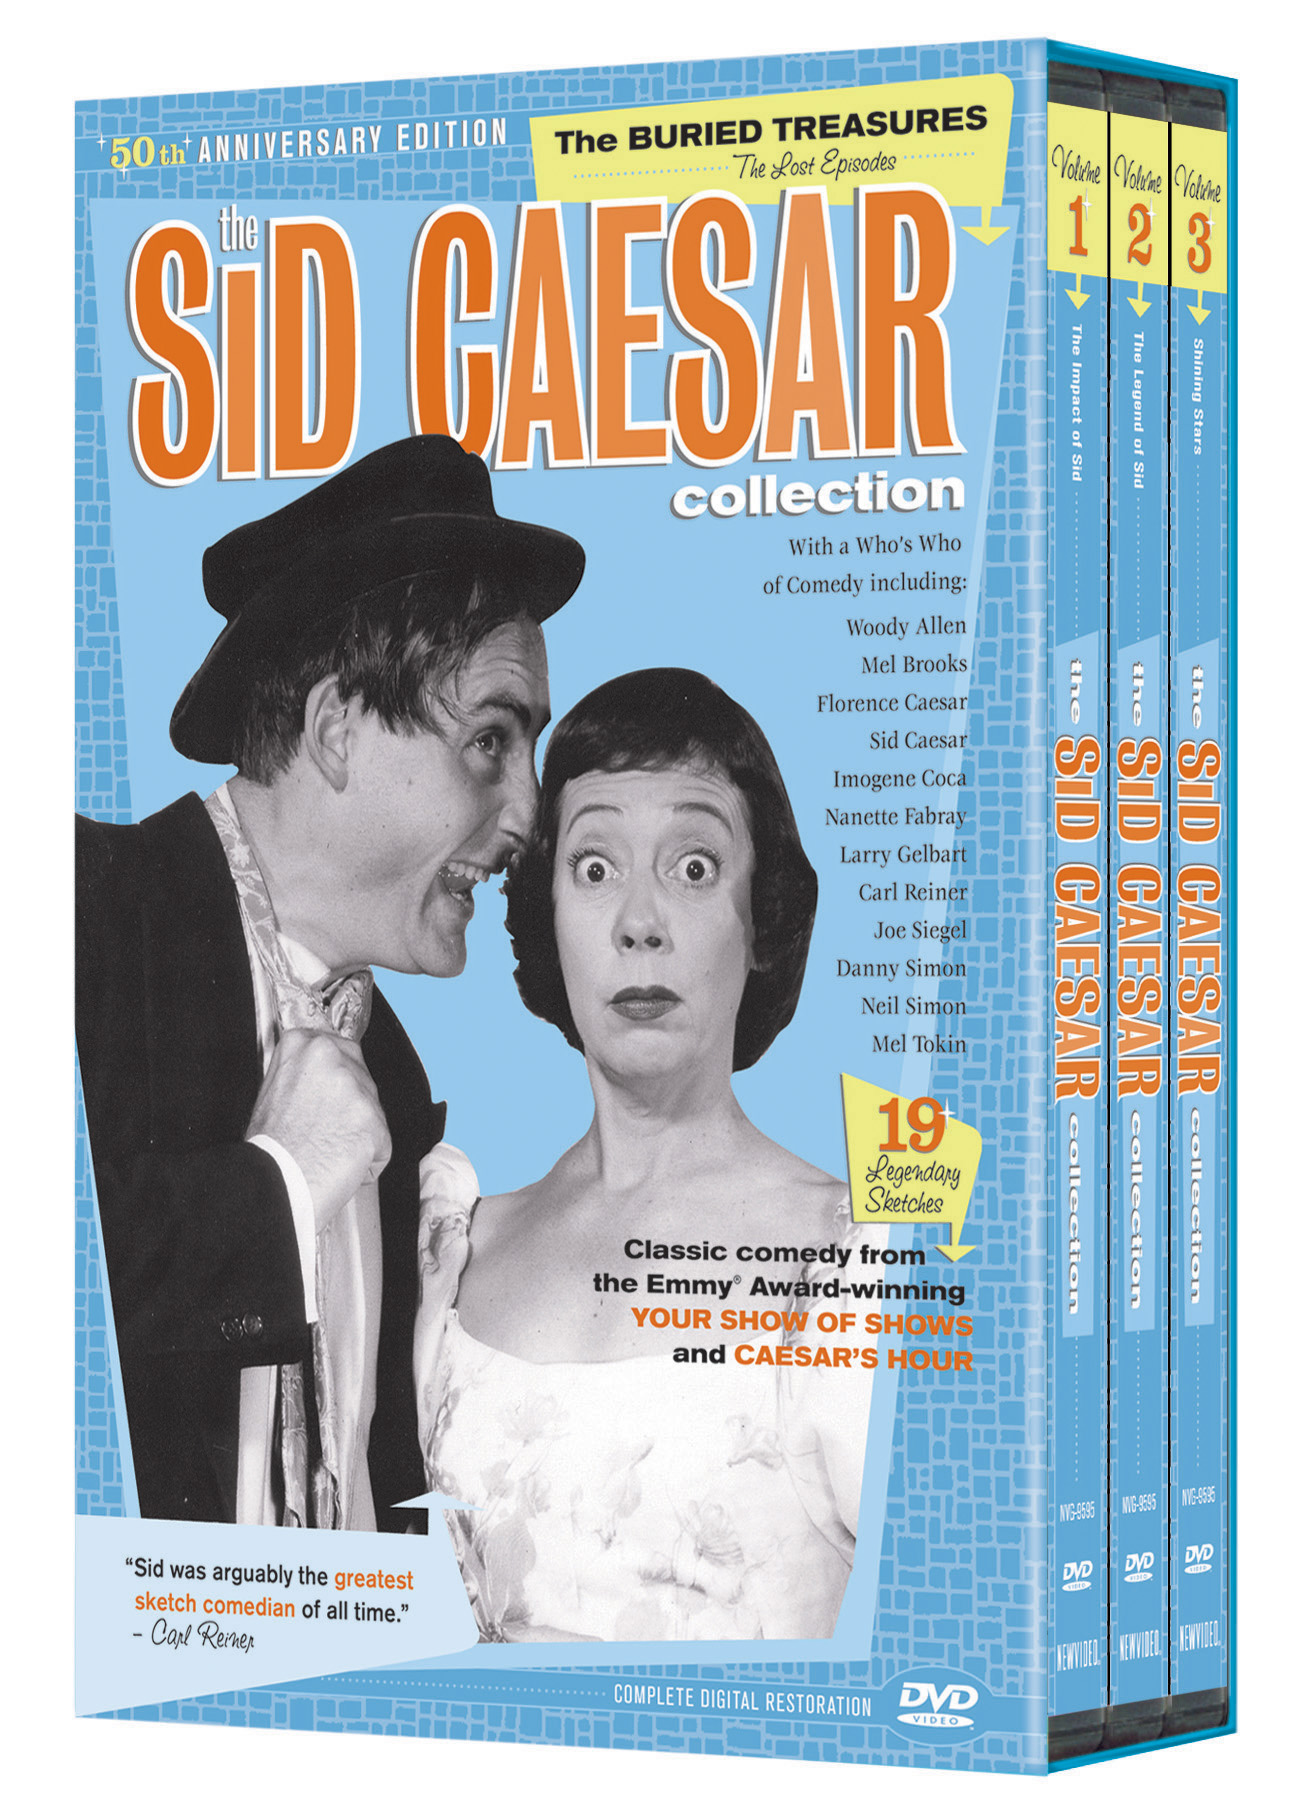 50th ANNIVERSARY EDITION
The BURIED TREASURES
The Lost Episodes
the
SiD CAESAR
collection
With a Who's Who
of Comedy including:
Woody Allen
Mel Brooks
Florence Caesar
Sid Caesar
Imogene Coca
Nanette Fabray
Larry Gelbart
Carl Reiner
Joe Siegel
Danny Simon
Neil Simon
Mel Tokin
19
Legendary
Sketches
Classic comedy from
the Emmy® Award-winning
YOUR SHOW OF SHOWS
and CAESAR'S HOUR
“Sid was arguably the greatest
sketch comedian of all time.”
– Carl Reiner
COMPLETE DIGITAL RESTORATION
DVD
VIDEO
Volume
1
The Impact of Sid
the SiD CAESAR collection
NVG-9595
DVD
VIDEO
NEWVIDEO
Volume
2
The Legend of Sid
the SiD CAESAR collection
NVG-9595
DVD
VIDEO
NEWVIDEO
Volume
3
Shining Stars
the SiD CAESAR collection
NVG-9595
DVD
VIDEO
NEWVIDEO